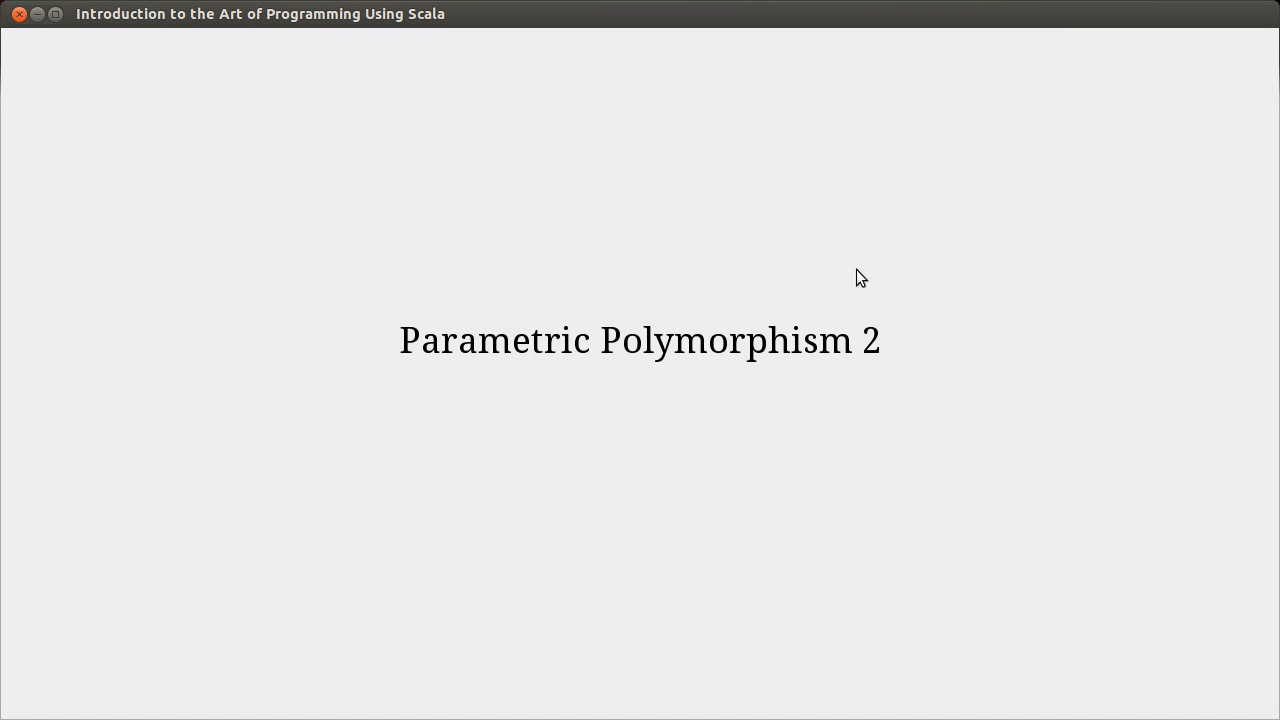 Introduction to the Art of Programming Using Scala
Parametric Polymorphism 2